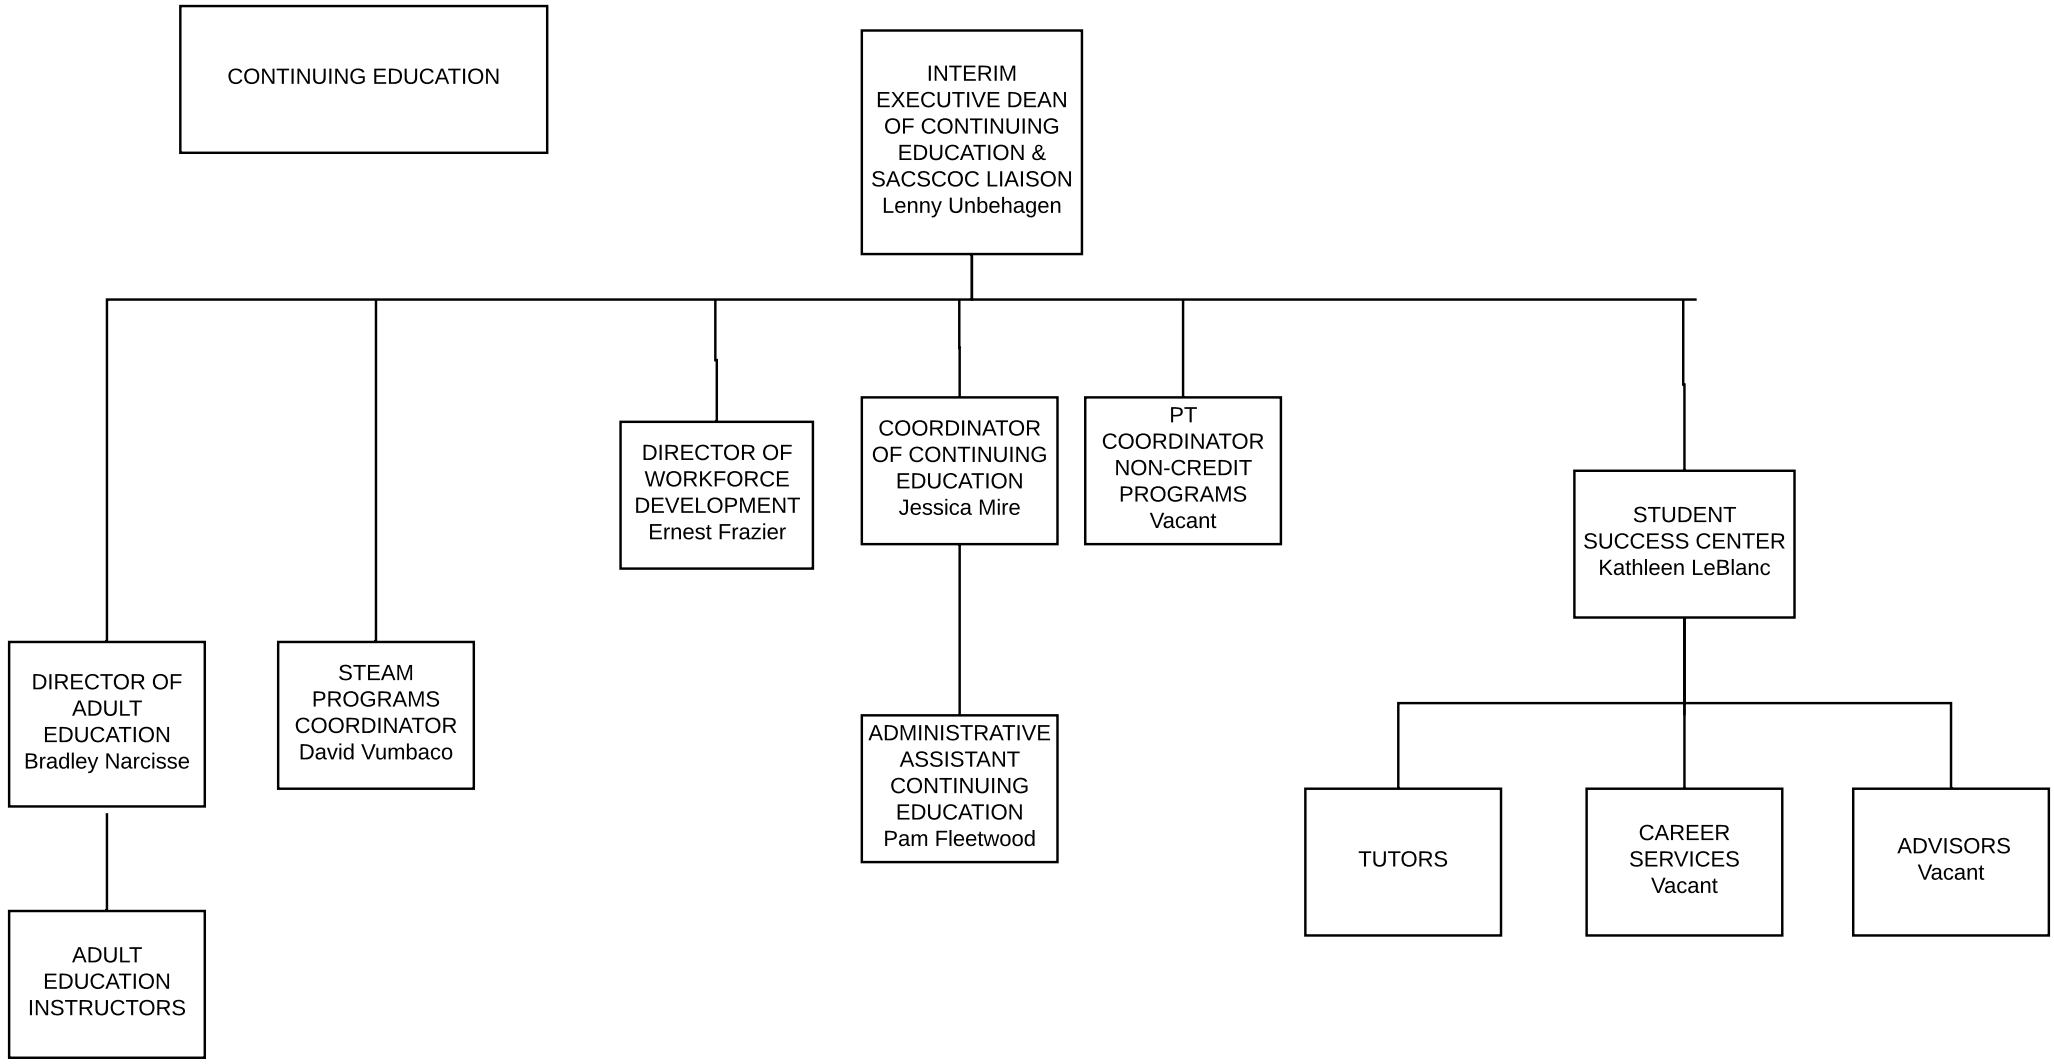 CONTINUING EDUCATION
INTERIM
EXECUTIVE DEAN
OF CONTINUING
EDUCATION &
SACSCOC LIAISON
Lenny Unbehagen
DIRECTOR OF
WORKFORCE
DEVELOPMENT
Ernest Frazier
COORDINATOR
OF CONTINUING
EDUCATION
Jessica Mire
PT
COORDINATOR
NON-CREDIT
PROGRAMS
Vacant
STUDENT
SUCCESS CENTER
Kathleen LeBlanc
DIRECTOR OF
ADULT
EDUCATION
Bradley Narcisse
STEAM
PROGRAMS
COORDINATOR
David Vumbaco
ADMINISTRATIVE
ASSISTANT
CONTINUING
EDUCATION
Pam Fleetwood
TUTORS
CAREER
SERVICES
Vacant
ADVISORS
Vacant
ADULT
EDUCATION
INSTRUCTORS